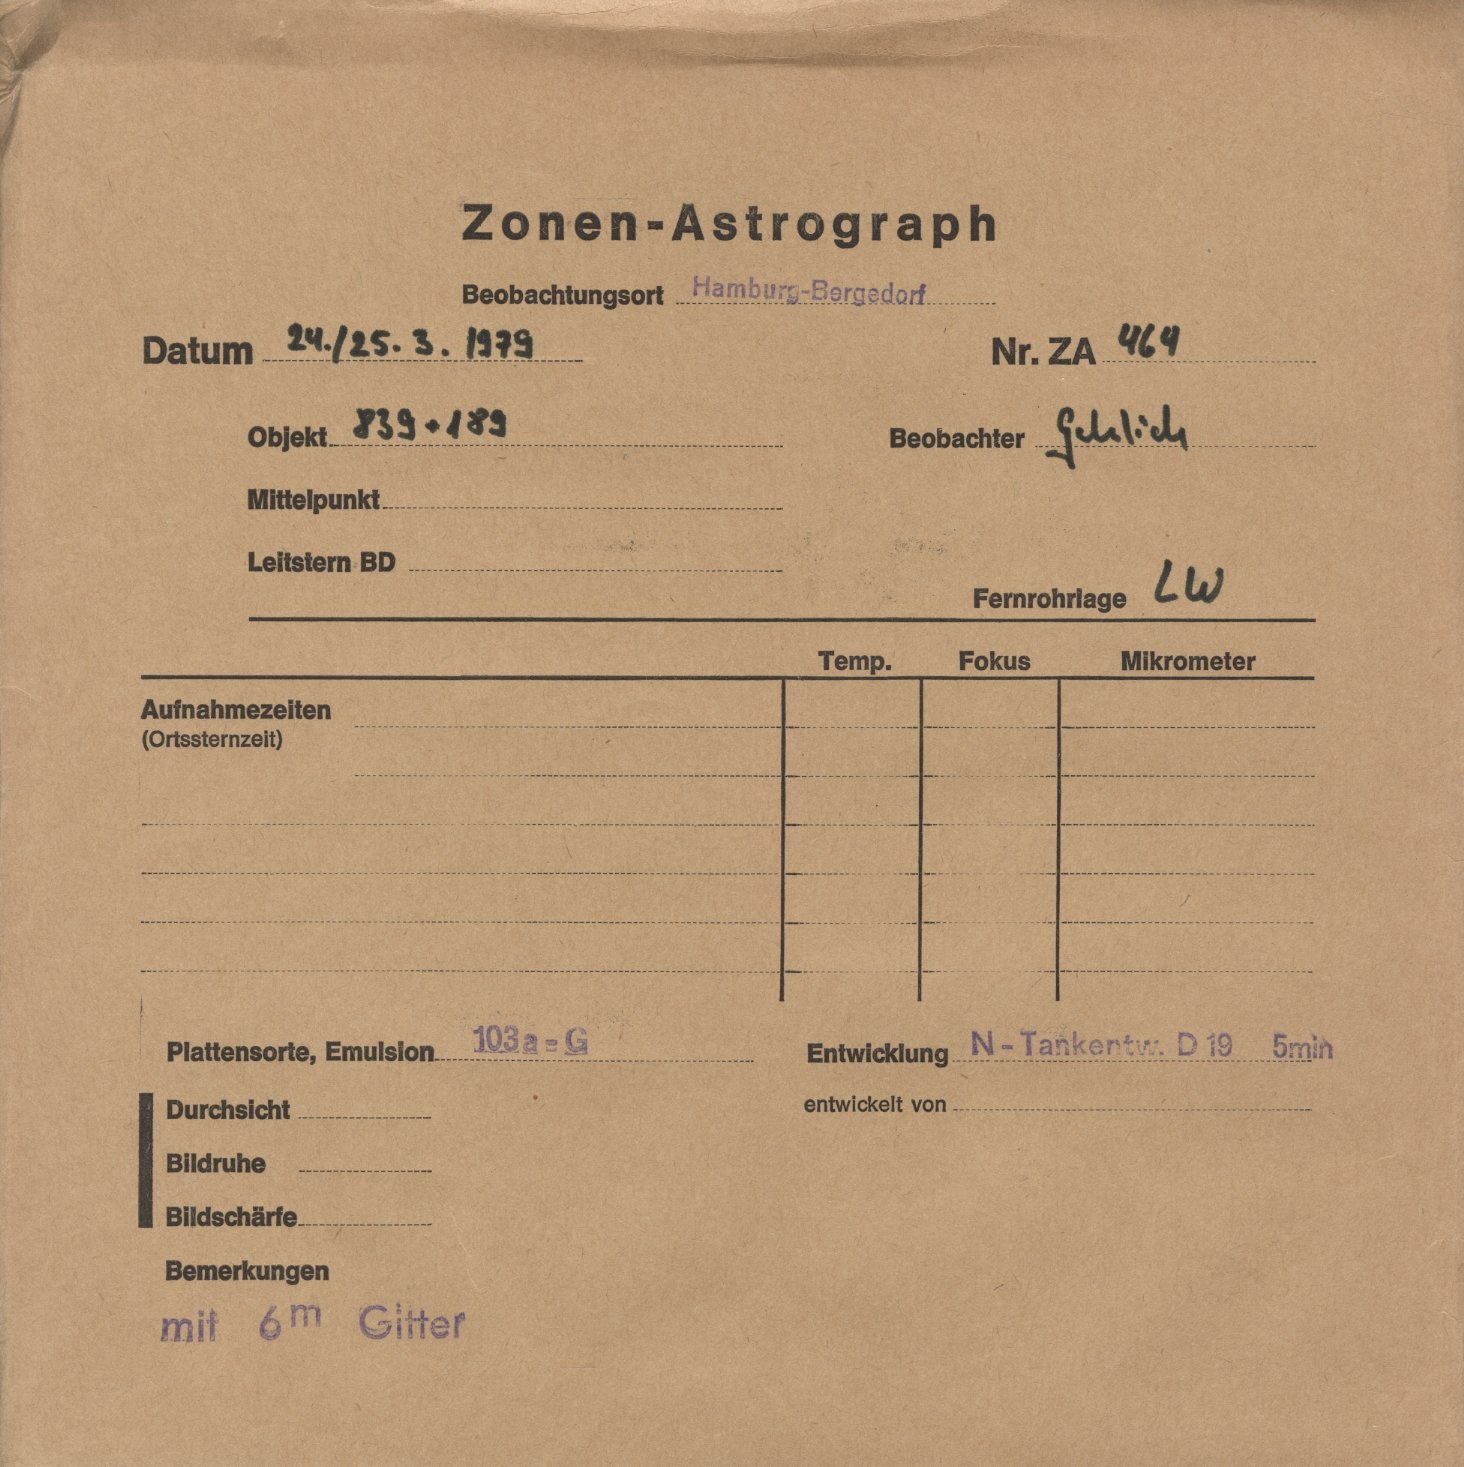 Zonen-Astrograph
Beobachtungsort Hamburg-Bergedorf
Datum 24./25. 3. 1979 Nr. ZA 464
Objekt 839+189 Beobachter Gehlich
Mittelpunkt
Leitstern BD
Fernrohrlage LW
Temp. Fokus Mikrometer
Aufnahmezeiten
(Ortssternzeit)
Plattensorte, Emulsion 103a-G Entwicklung N-Tankentw. D 19 5min
Durchsicht entwickelt von
Bildruhe
Bildschärfe
Bemerkungen
mit 6m Gitter